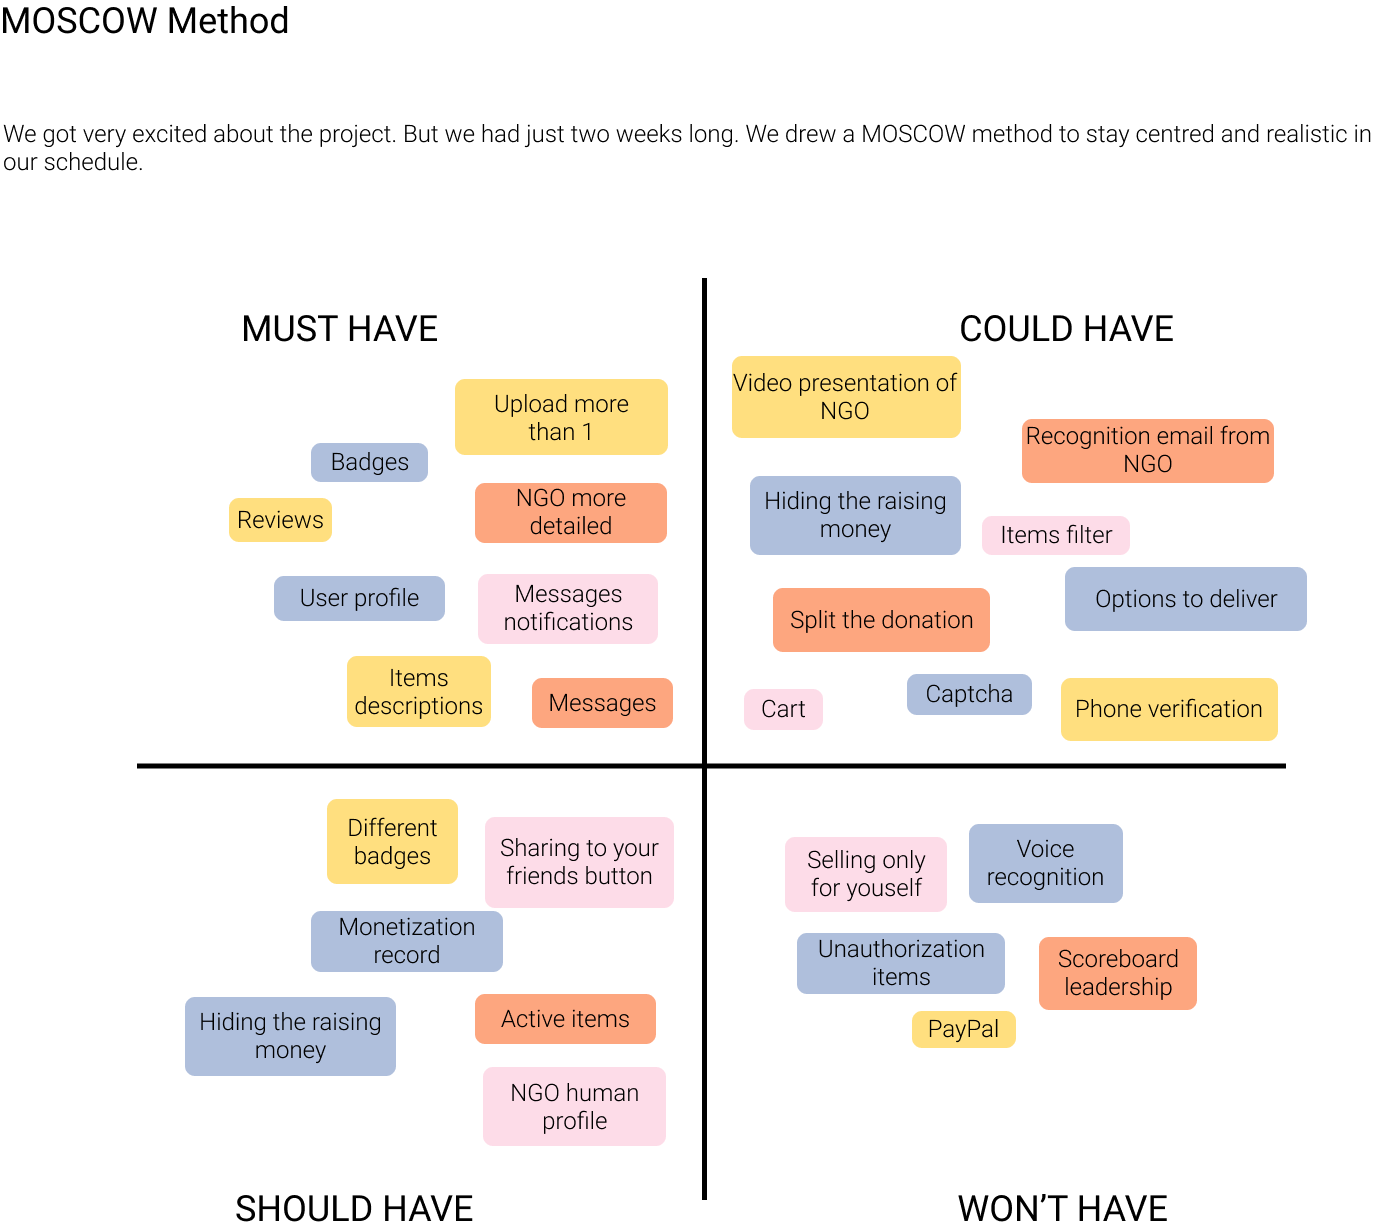 MOSCOW Method
We got very excited about the project. But we had just two weeks long. We drew a MOSCOW method to stay centred and realistic in
our schedule.
MUST HAVE
Upload more
than 1
Badges
Reviews
NGO more
detailed
User profile
Messages
notifications
Items
descriptions
Messages
COULD HAVE
Video presentation of
NGO
Recognition email from
NGO
Hiding the raising
money
Items filter
Options to deliver
Split the donation
Captcha
Cart
Phone verification
Different
badges
Sharing to your
friends button
Monetization
record
Hiding the raising
money
Active items
NGO human
profile
SHOULD HAVE
Selling only
for youself
Voice
recognition
Unauthorization
items
Scoreboard
leadership
PayPal
WON'T HAVE